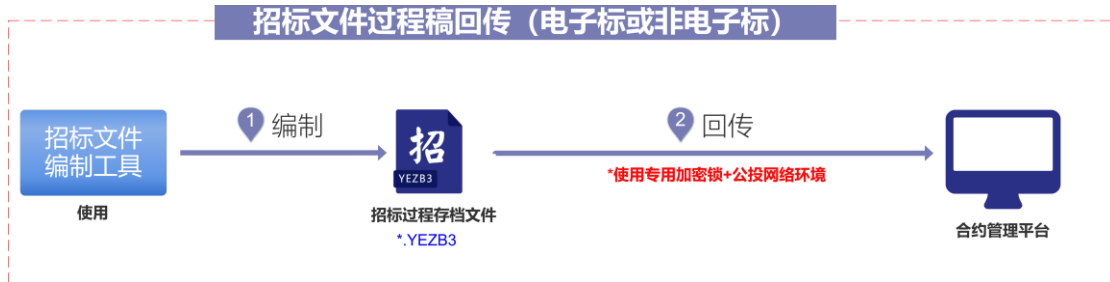 招标文件过程稿回传（电子标或非电子标）
招标文件
编制工具
使用
1 编制
招
YEZB3
招标过程存档文件
*.YEZB3
2 回传
*使用专用加密锁+公投网络环境
合约管理平台